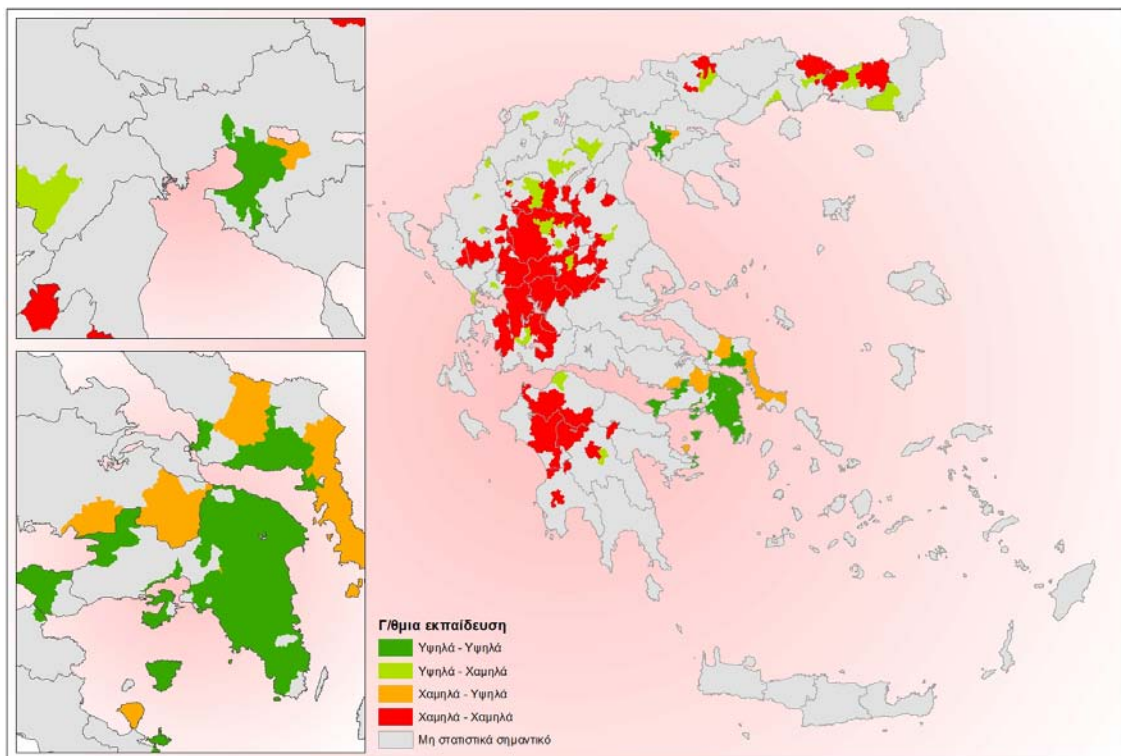 Γ/θμια εκπαίδευση
Υψηλά - Υψηλά
Υψηλά - Χαμηλά
Χαμηλά - Υψηλά
Χαμηλά - Χαμηλά
Μη στατιστικά σημαντικό